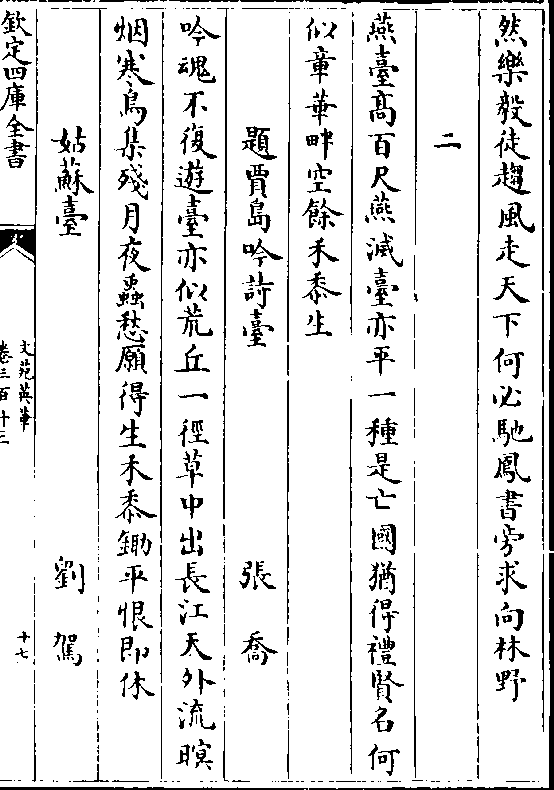 然樂毅徒趨風走天下何必馳鳳書旁求向林野
二
燕臺高百尺燕滅臺亦平一種是亡國猶得禮賢名何
似章華畔空餘禾黍生
題賈島吟詩臺 張喬
吟魂不復遊臺亦似荒丘一徑草中出長江天外流暝
烟寒鳥集殘月夜蟲愁願得生禾黍鋤平恨即休
姑蘇臺 劉駕
欽定四庫全書
文苑英華
卷三百十三
十七